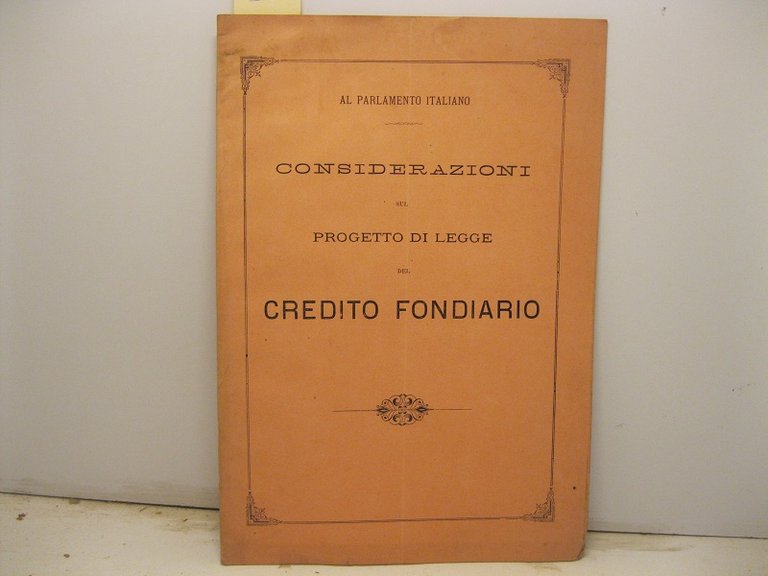 AL PARLAMENTO ITALIANO
CONSIDERAZIONI
SUL
PROGETTO DI LEGGE
DEL
CREDITO FONDIARIO